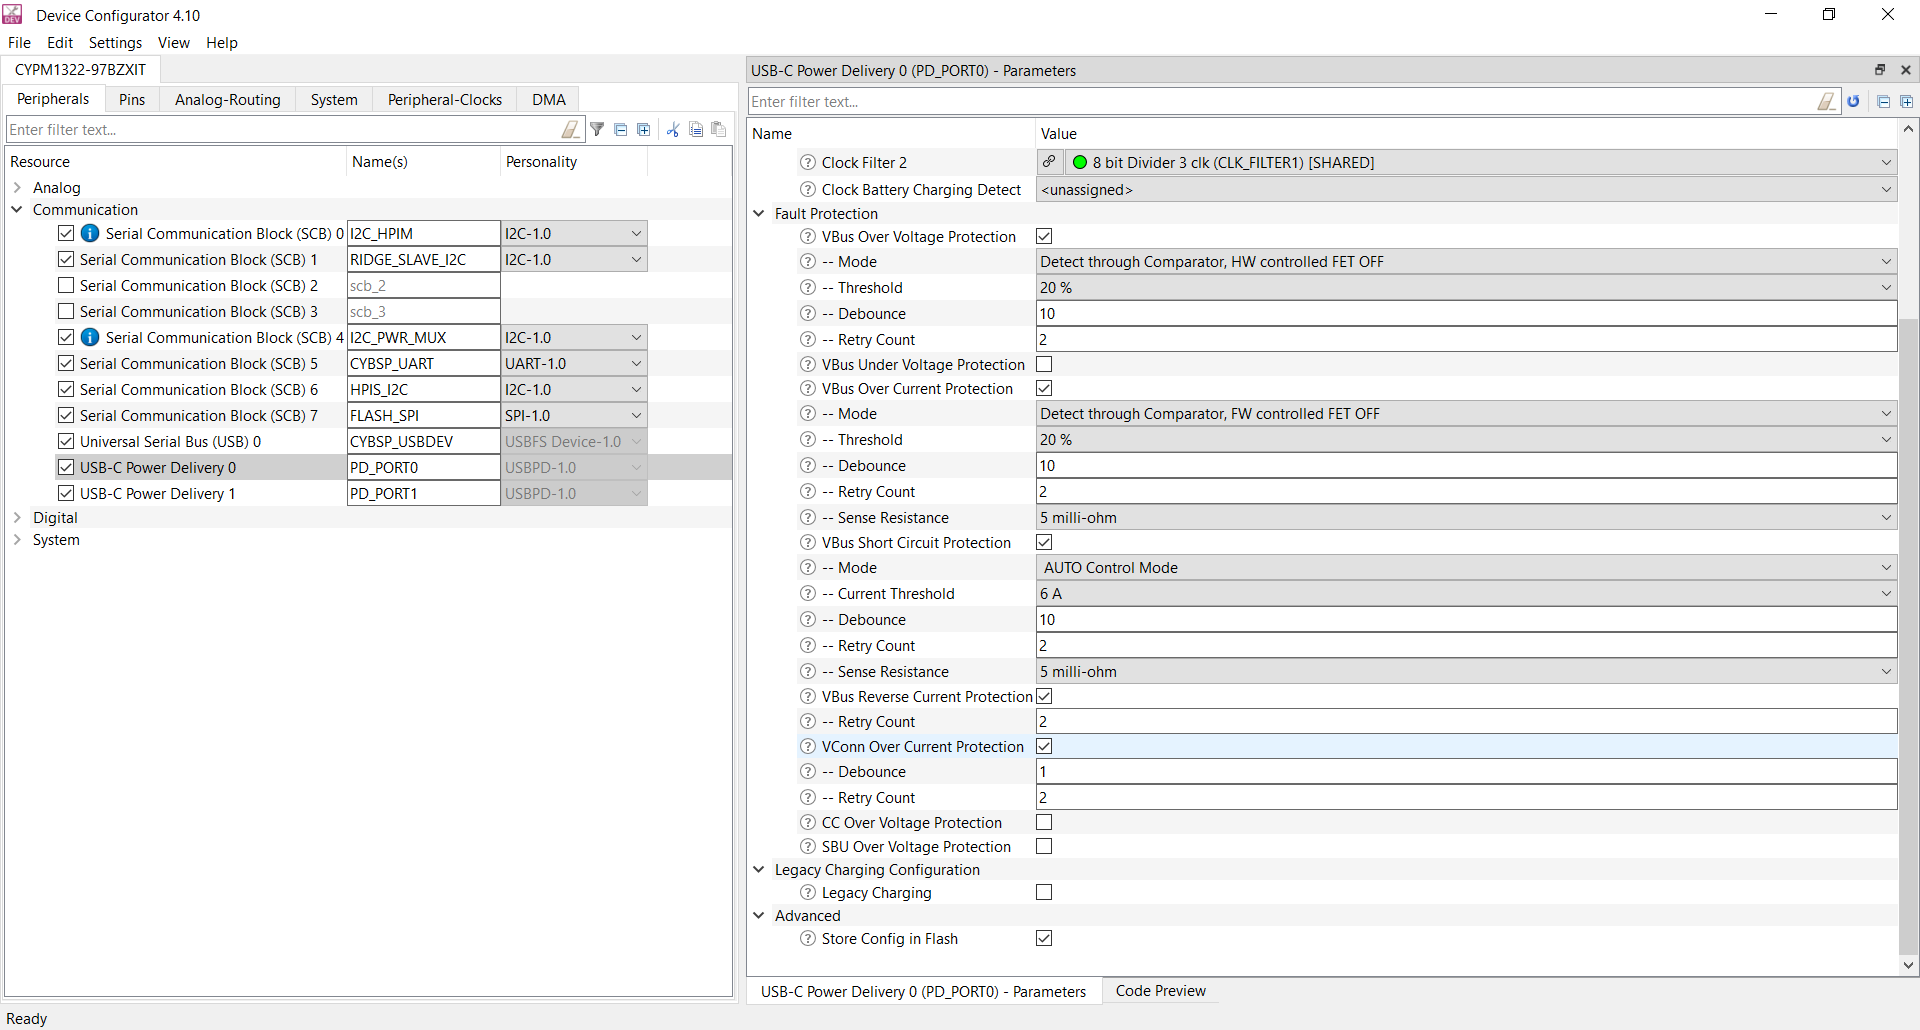 Device Configurator 4.10
File Edit Settings View Help
CYPM1322-97BZXIT
Peripherals Pins Analog-Routing System Peripheral-Clocks DMA
Enter filter text...
Resource Name(s) Personality
Analog
Communication
Serial Communication Block (SCB) 0 I2C_HPIM I2C-1.0
Serial Communication Block (SCB) 1 RIDGE_SLAVE_I2C I2C-1.0
Serial Communication Block (SCB) 2 scb_2
Serial Communication Block (SCB) 3 scb_3
Serial Communication Block (SCB) 4 I2C_PWR_MUX I2C-1.0
Serial Communication Block (SCB) 5 CYBSP_UART UART-1.0
Serial Communication Block (SCB) 6 HPIS_I2C I2C-1.0
Serial Communication Block (SCB) 7 FLASH_SPI SPI-1.0
Universal Serial Bus (USB) 0 CYBSP_USBDEV USBFS Device-1.0
USB-C Power Delivery 0 PD_PORT0 USBPD-1.0
USB-C Power Delivery 1 PD_PORT1 USBPD-1.0
Digital
System
USB-C Power Delivery 0 (PD_PORT0) - Parameters
Enter filter text...
Name Value
Clock Filter 2 8 bit Divider 3 clk (CLK_FILTER1) [SHARED]
Clock Battery Charging Detect <unassigned>
Fault Protection
VBus Over Voltage Protection
-- Mode Detect through Comparator, HW controlled FET OFF
-- Threshold 20 %
-- Debounce 10
-- Retry Count 2
VBus Under Voltage Protection
VBus Over Current Protection
-- Mode Detect through Comparator, FW controlled FET OFF
-- Threshold 20 %
-- Debounce 10
-- Retry Count 2
-- Sense Resistance 5 milli-ohm
VBus Short Circuit Protection
-- Mode AUTO Control Mode
-- Current Threshold 6 A
-- Debounce 10
-- Retry Count 2
-- Sense Resistance 5 milli-ohm
VBus Reverse Current Protection
-- Retry Count 2
VConn Over Current Protection
-- Debounce 1
-- Retry Count 2
CC Over Voltage Protection
SBU Over Voltage Protection
Legacy Charging Configuration
Legacy Charging
Advanced
Store Config in Flash
USB-C Power Delivery 0 (PD_PORT0) - Parameters Code Preview
Ready